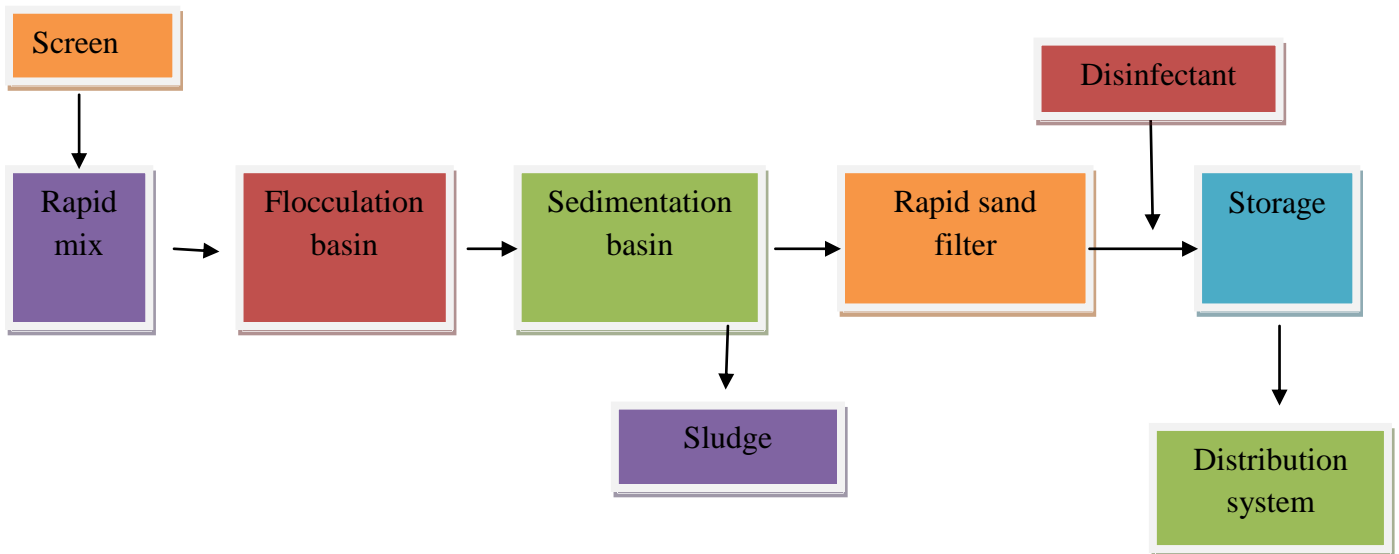 Screen
Disinfectant
Rapid
mix
Flocculation
basin
Sedimentation
basin
Rapid sand
filter
Storage
Sludge
Distribution
system